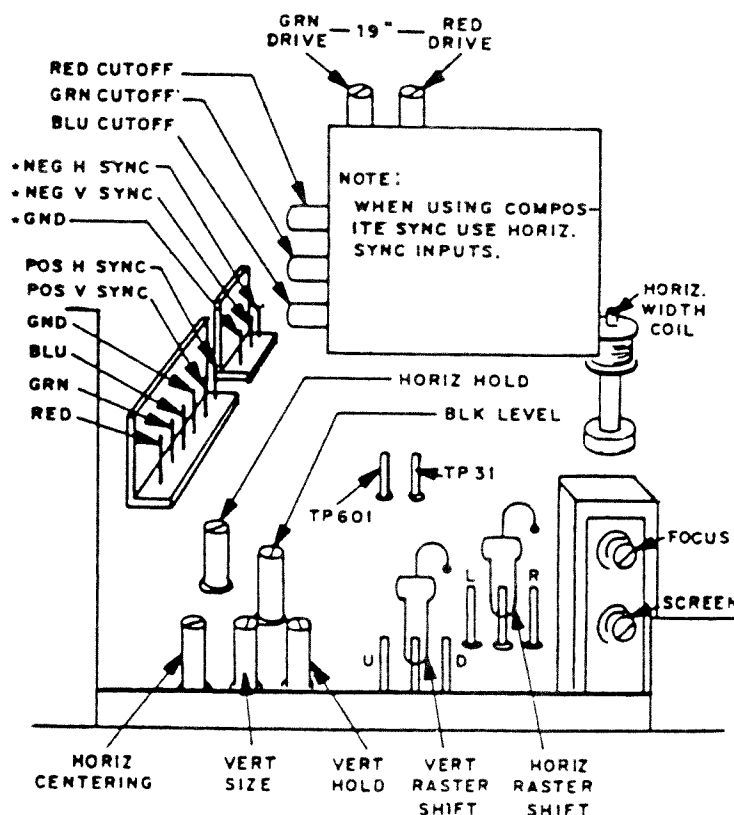 GRN DRIVE — 19" — RED DRIVE
RED CUTOFF
GRN CUTOFF
BLU CUTOFF
*NEG H SYNC
*NEG V SYNC
*GND
NOTE:
WHEN USING COMPOS-
ITE SYNC USE HORIZ.
SYNC INPUTS.
POS H SYNC
POS V SYNC
GND
BLU
GRN
RED
HORIZ.
WIDTH
COIL
HORIZ HOLD
BLK LEVEL
TP31
TP601
FOCUS
L
R
SCREEN
U
D
HORIZ
CENTERING
VERT
SIZE
VERT
HOLD
VERT
RASTER
SHIFT
HORIZ
RASTER
SHIFT